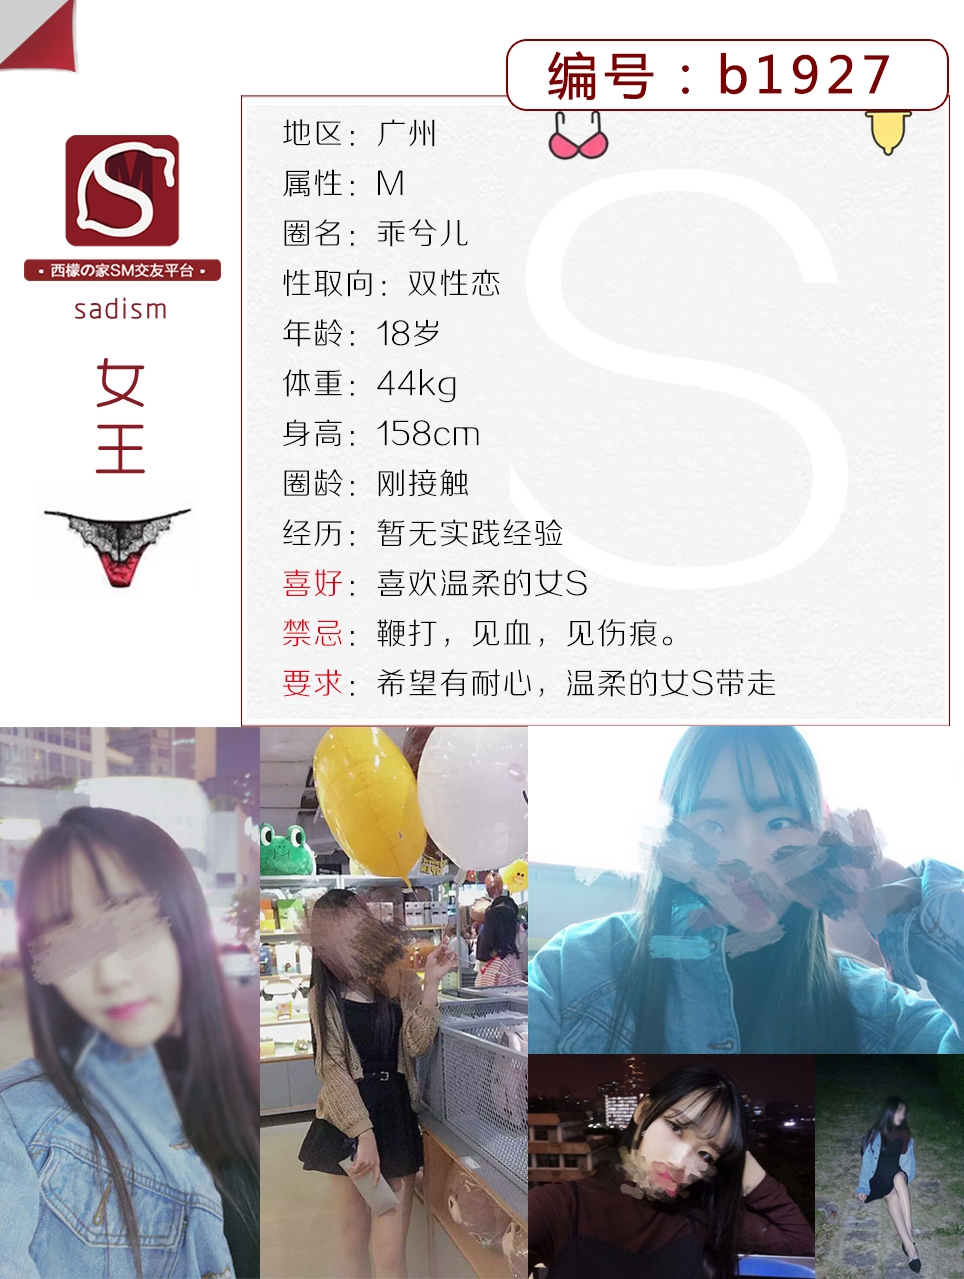 编号：b1927
地区：广州
属性：M
圈名：乖兮儿
性取向：双性恋
年龄：18岁
体重：44kg
身高：158cm
圈龄：刚接触
经历：暂无实践经验
喜好：喜欢温柔的女S
禁忌：鞭打，见血，见伤痕。
要求：希望有耐心，温柔的女S带走
SM
·西檬の家SM交友平台·
sadism
女
王
S